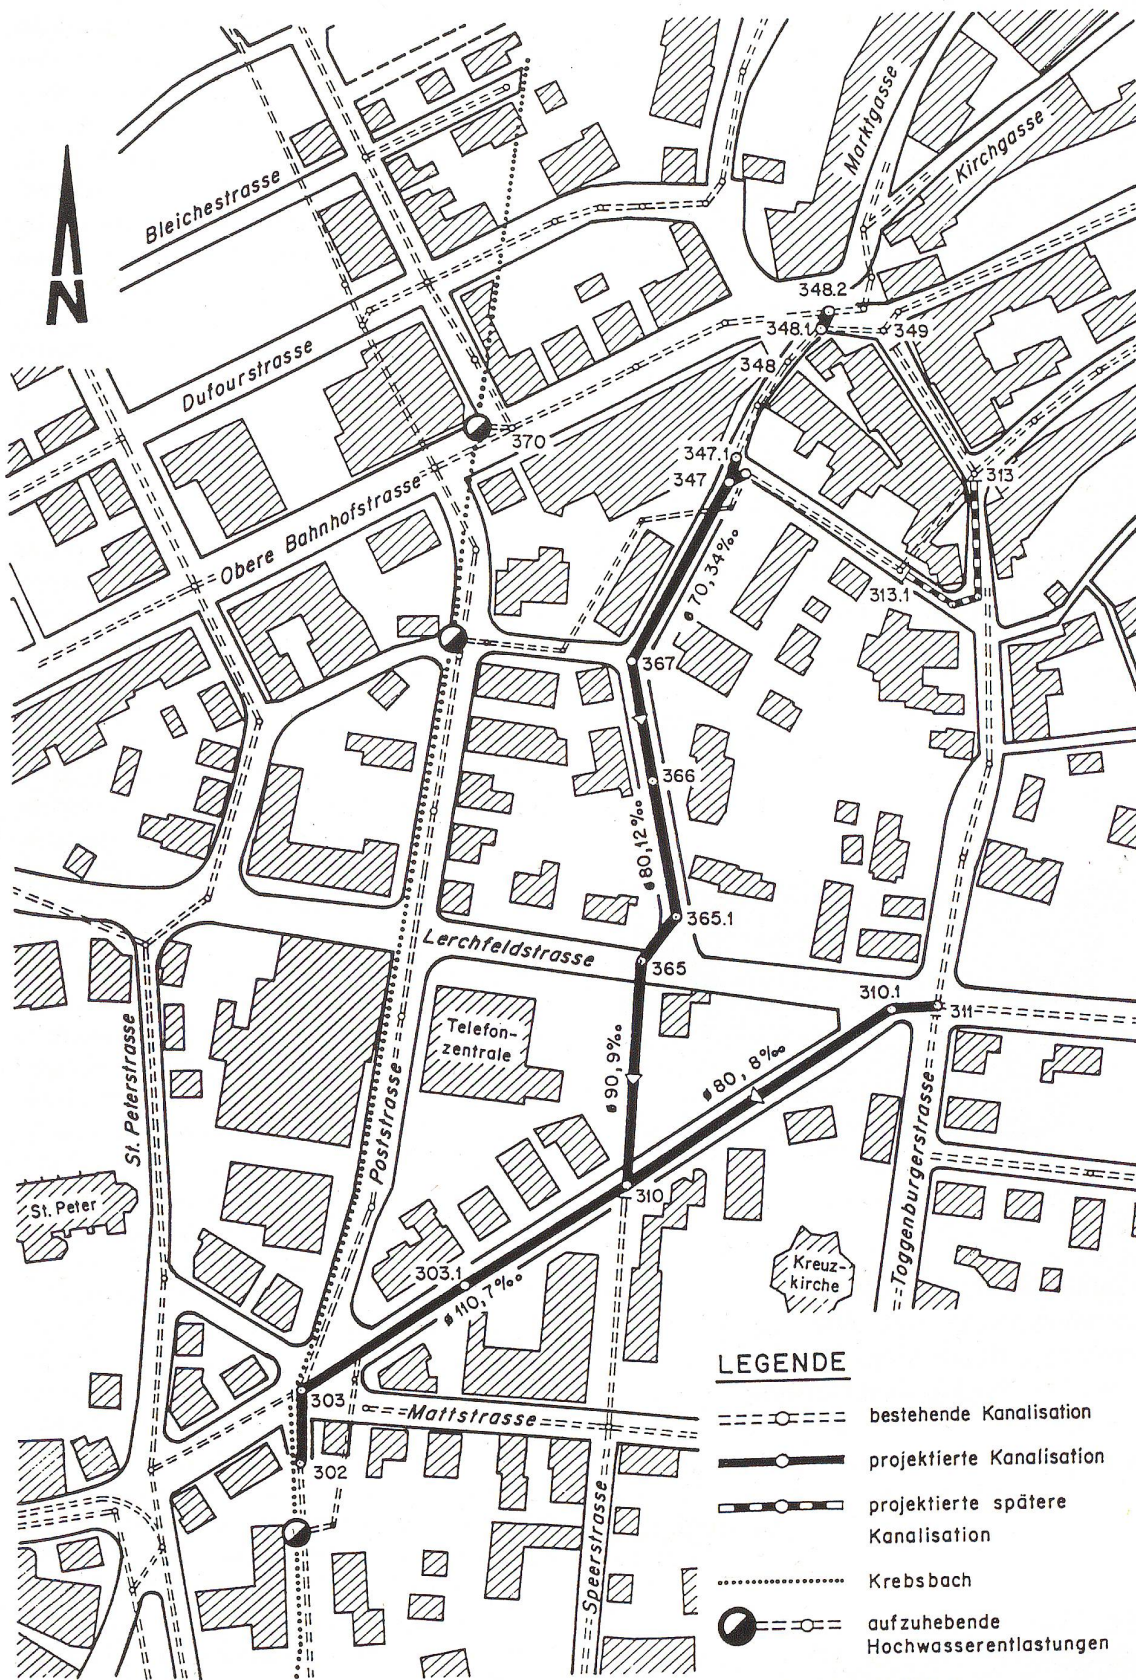 Marktgasse
Kirchgasse
Bleichestrasse
N
348.2
348.1
349
348
Dufourstrasse
370
347.1
347
313
Obere Bahnhofstrasse
ø 70, 34‰
313.1
367
366
ø 80, 12‰
365.1
Lerchfeldstrasse
365
310.1
311
Telefon-
zentrale
St. Peterstrasse
Poststrasse
ø 90, 9‰
ø 80, 8‰
Toggenburgerstrasse
310
St. Peter
303.1
ø 110, 7‰
Kreuz-
kirche
303
Mattstrasse
302
Speerstrasse
LEGENDE
bestehende Kanalisation
projektierte Kanalisation
projektierte spätere
Kanalisation
Krebsbach
aufzuhebende
Hochwasserentlastungen